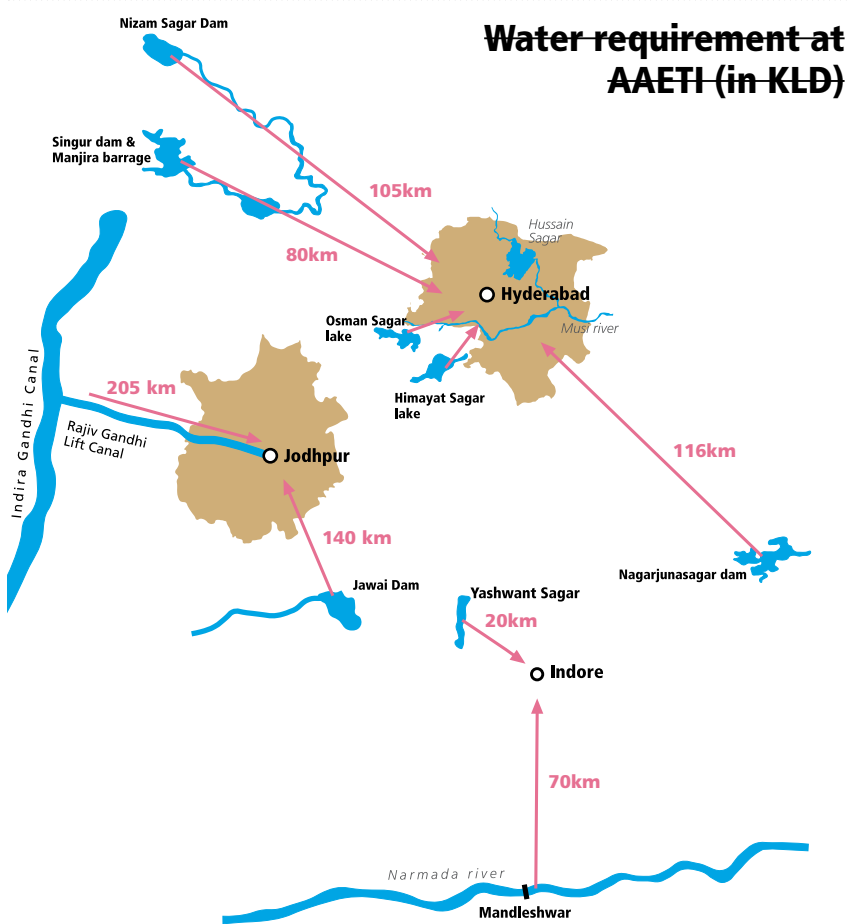 Water requirement at
AAETI (in KLD)
Nizam Sagar Dam
Singur dam &
Manjira barrage
105km
80km
Hussain
Sagar
Hyderabad
Osman Sagar
lake
Musi river
Himayat Sagar
lake
Indira Gandhi Canal
205 km
Rajiv Gandhi
Lift Canal
Jodhpur
116km
140 km
Jawai Dam
Nagarjunasagar dam
Yashwant Sagar
20km
Indore
70km
Narmada river
Mandleshwar